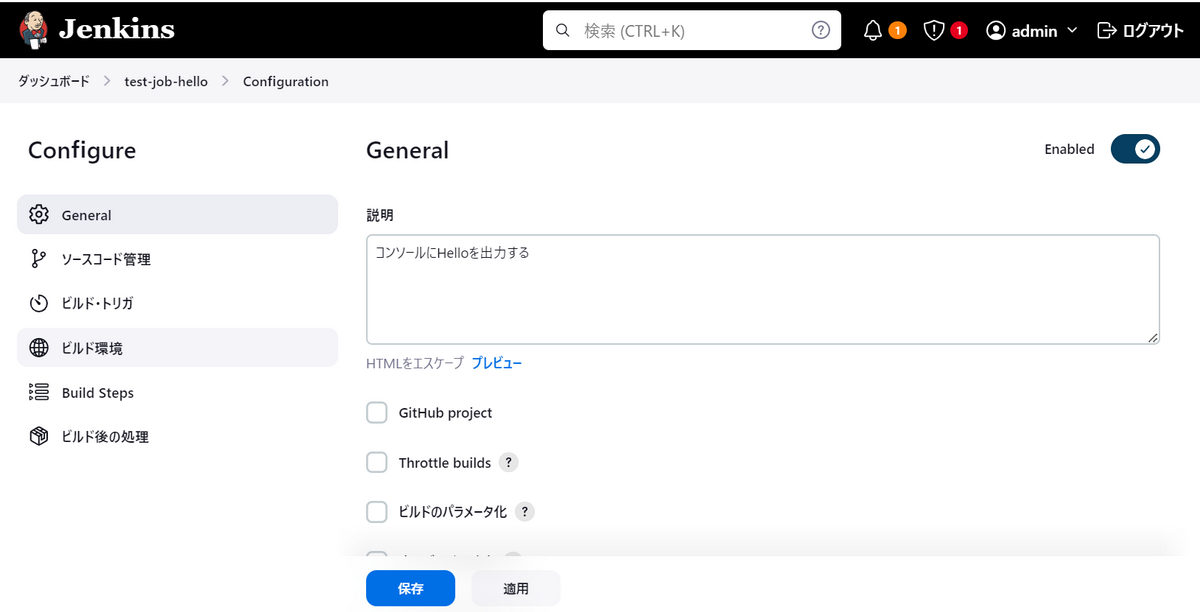 Jenkins
検索 (CTRL+K)
?
1
1
admin
ログアウト
ダッシュボード
test-job-hello
Configuration
Configure
General
ソースコード管理
ビルド・トリガ
ビルド環境
Build Steps
ビルド後の処理
General
Enabled
説明
コンソールにHelloを出力する
HTMLをエスケープ プレビュー
GitHub project
Throttle builds ?
ビルドのパラメータ化 ?
保存
適用